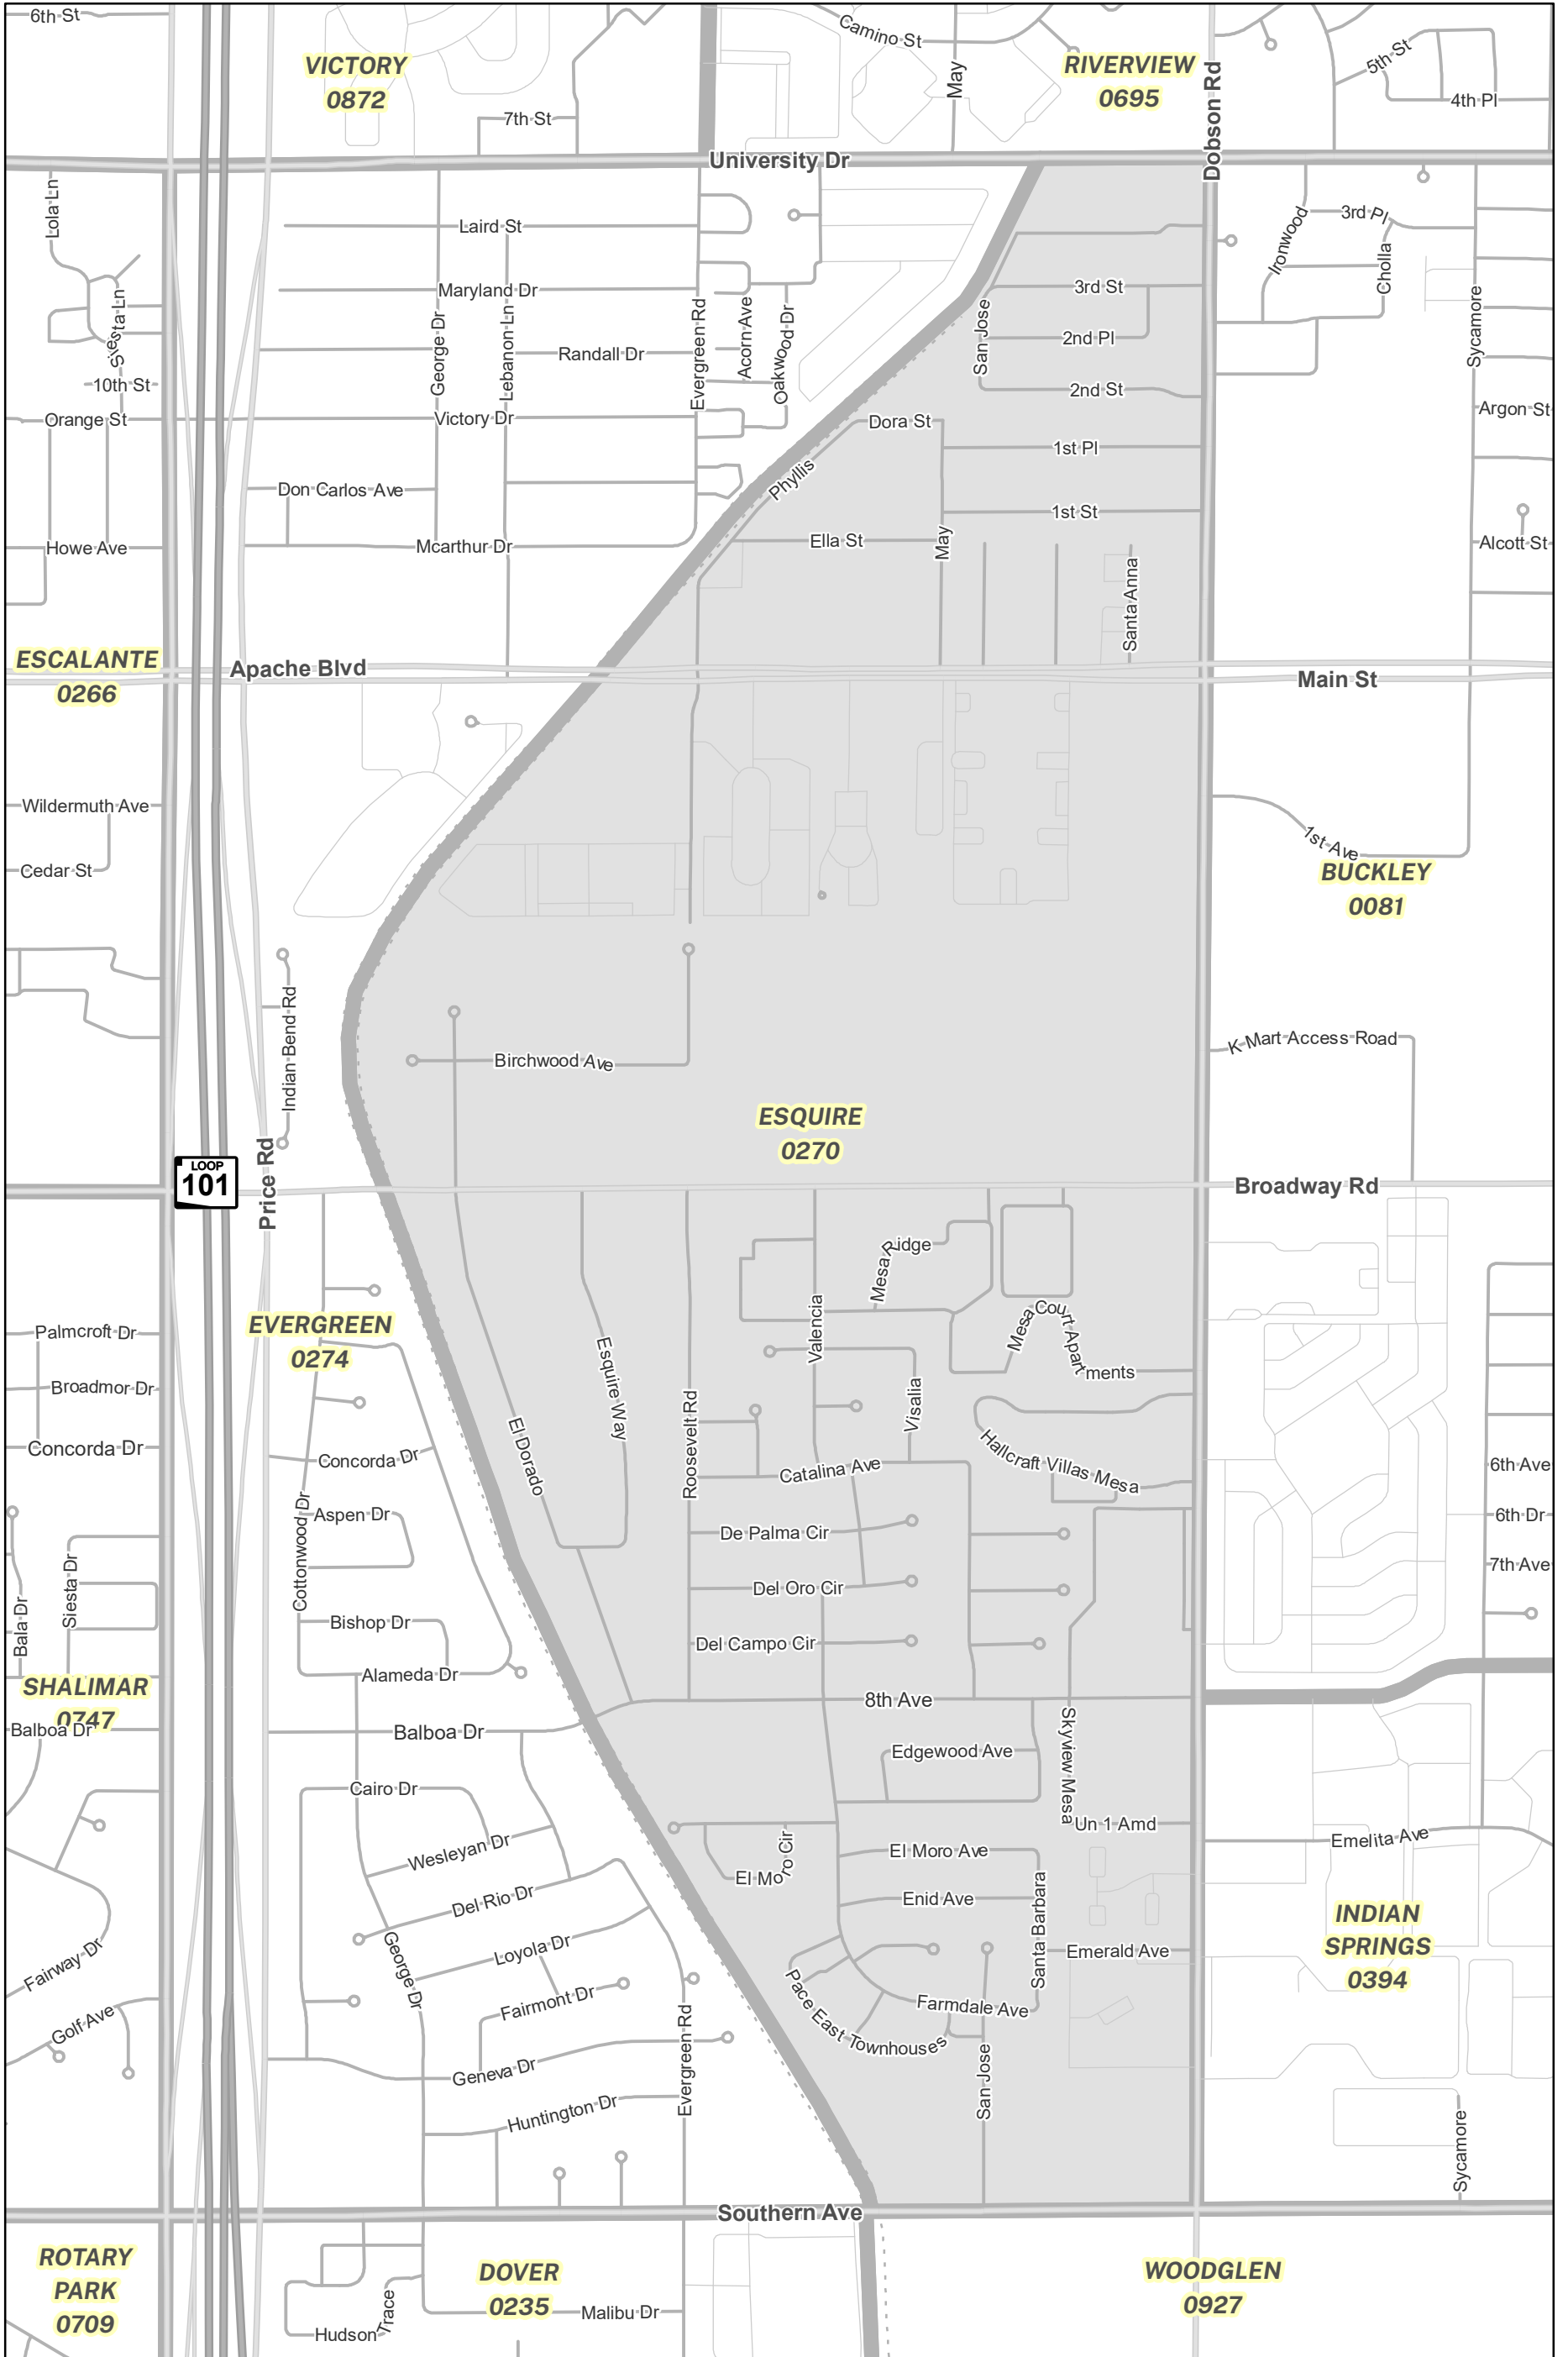 6th St
Camino St
VICTORY
0872
May
RIVERVIEW
0695
5th St
4th Pl
7th St
Dobson Rd
University Dr
Lola Ln
Laird St
Ironwood
3rd Pl
Cholla
Siesta Ln
Maryland Dr
George Dr
Lebanon Ln
Evergreen Rd
Acorn Ave
Oakwood Dr
San Jose
3rd St
2nd Pl
Sycamore
10th St
Randall Dr
2nd St
Orange St
Victory Dr
Dora St
Argon St
1st Pl
Phyllis
Don Carlos Ave
1st St
Howe Ave
Mcarthur Dr
Ella St
May
Alcott St
Santa Anna
ESCALANTE
0266
Apache Blvd
Main St
Wildermuth Ave
Cedar St
1st Ave
BUCKLEY
0081
Indian Bend Rd
Birchwood Ave
K Mart Access Road
ESQUIRE
0270
LOOP
101
Price Rd
Broadway Rd
Mesa Ridge
EVERGREEN
0274
Palmcroft Dr
Valencia
Mesa Court Apartments
Esquire Way
Broadmor Dr
Roosevelt Rd
Visalia
Concorda Dr
Concorda Dr
El Dorado
Catalina Ave
Hallcraft Villas Mesa
6th Ave
Cottonwood Dr
Aspen Dr
De Palma Cir
6th Dr
Siesta Dr
Bala Dr
Del Oro Cir
7th Ave
Bishop Dr
Del Campo Cir
Alameda Dr
SHALIMAR
0747
8th Ave
Balboa Dr
Balboa Dr
Skyview Mesa
Edgewood Ave
Cairo Dr
Un 1 Amd
Emelita Ave
Wesleyan Dr
El Moro Cir
El Moro Ave
Del Rio Dr
Enid Ave
Santa Barbara
INDIAN
SPRINGS
0394
Fairway Dr
George Dr
Loyola Dr
Emerald Ave
Fairmont Dr
Pace East Townhouses
Farmdale Ave
Golf Ave
Evergreen Rd
Geneva Dr
San Jose
Huntington Dr
Sycamore
Southern Ave
ROTARY
PARK
0709
DOVER
0235
WOODGLEN
0927
Malibu Dr
Hudson
Trace